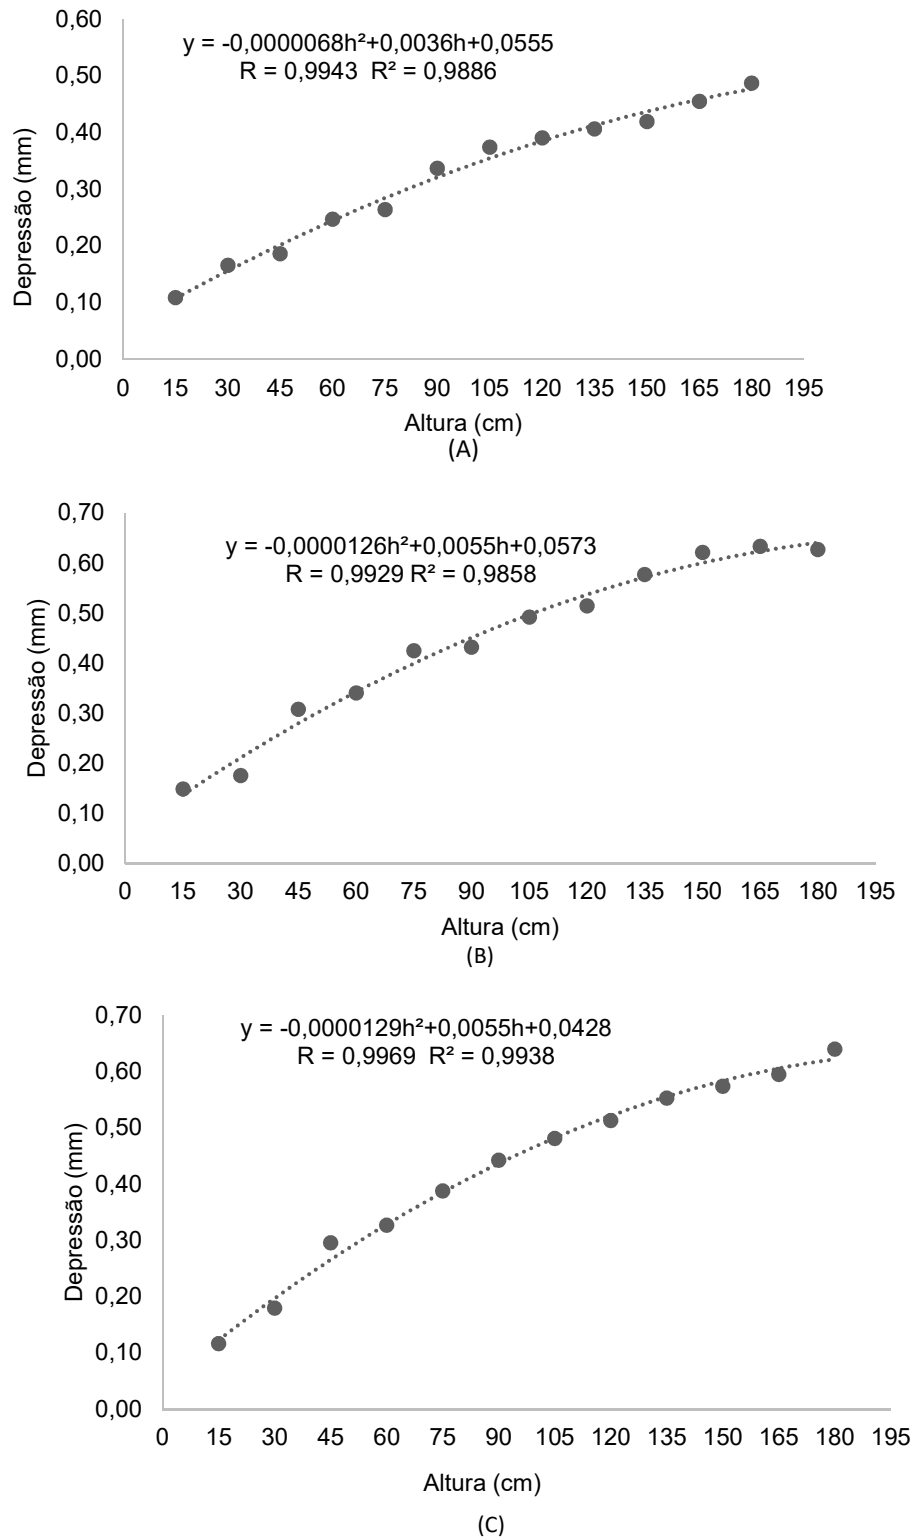 0,60
y = -0,0000068h²+0,0036h+0,0555
R = 0,9943 R² = 0,9886
0,50
0,40
0,30
0,20
0,10
0,00
Depressão (mm)
0 15 30 45 60 75 90 105 120 135 150 165 180 195
Altura (cm)
(A)
0,70
y = -0,0000126h²+0,0055h+0,0573
R = 0,9929 R² = 0,9858
0,60
0,50
0,40
0,30
0,20
0,10
0,00
Depressão (mm)
0 15 30 45 60 75 90 105 120 135 150 165 180 195
Altura (cm)
(B)
0,70
y = -0,0000129h²+0,0055h+0,0428
R = 0,9969 R² = 0,9938
0,60
0,50
0,40
0,30
0,20
0,10
0,00
Depressão (mm)
0 15 30 45 60 75 90 105 120 135 150 165 180 195
Altura (cm)
(C)